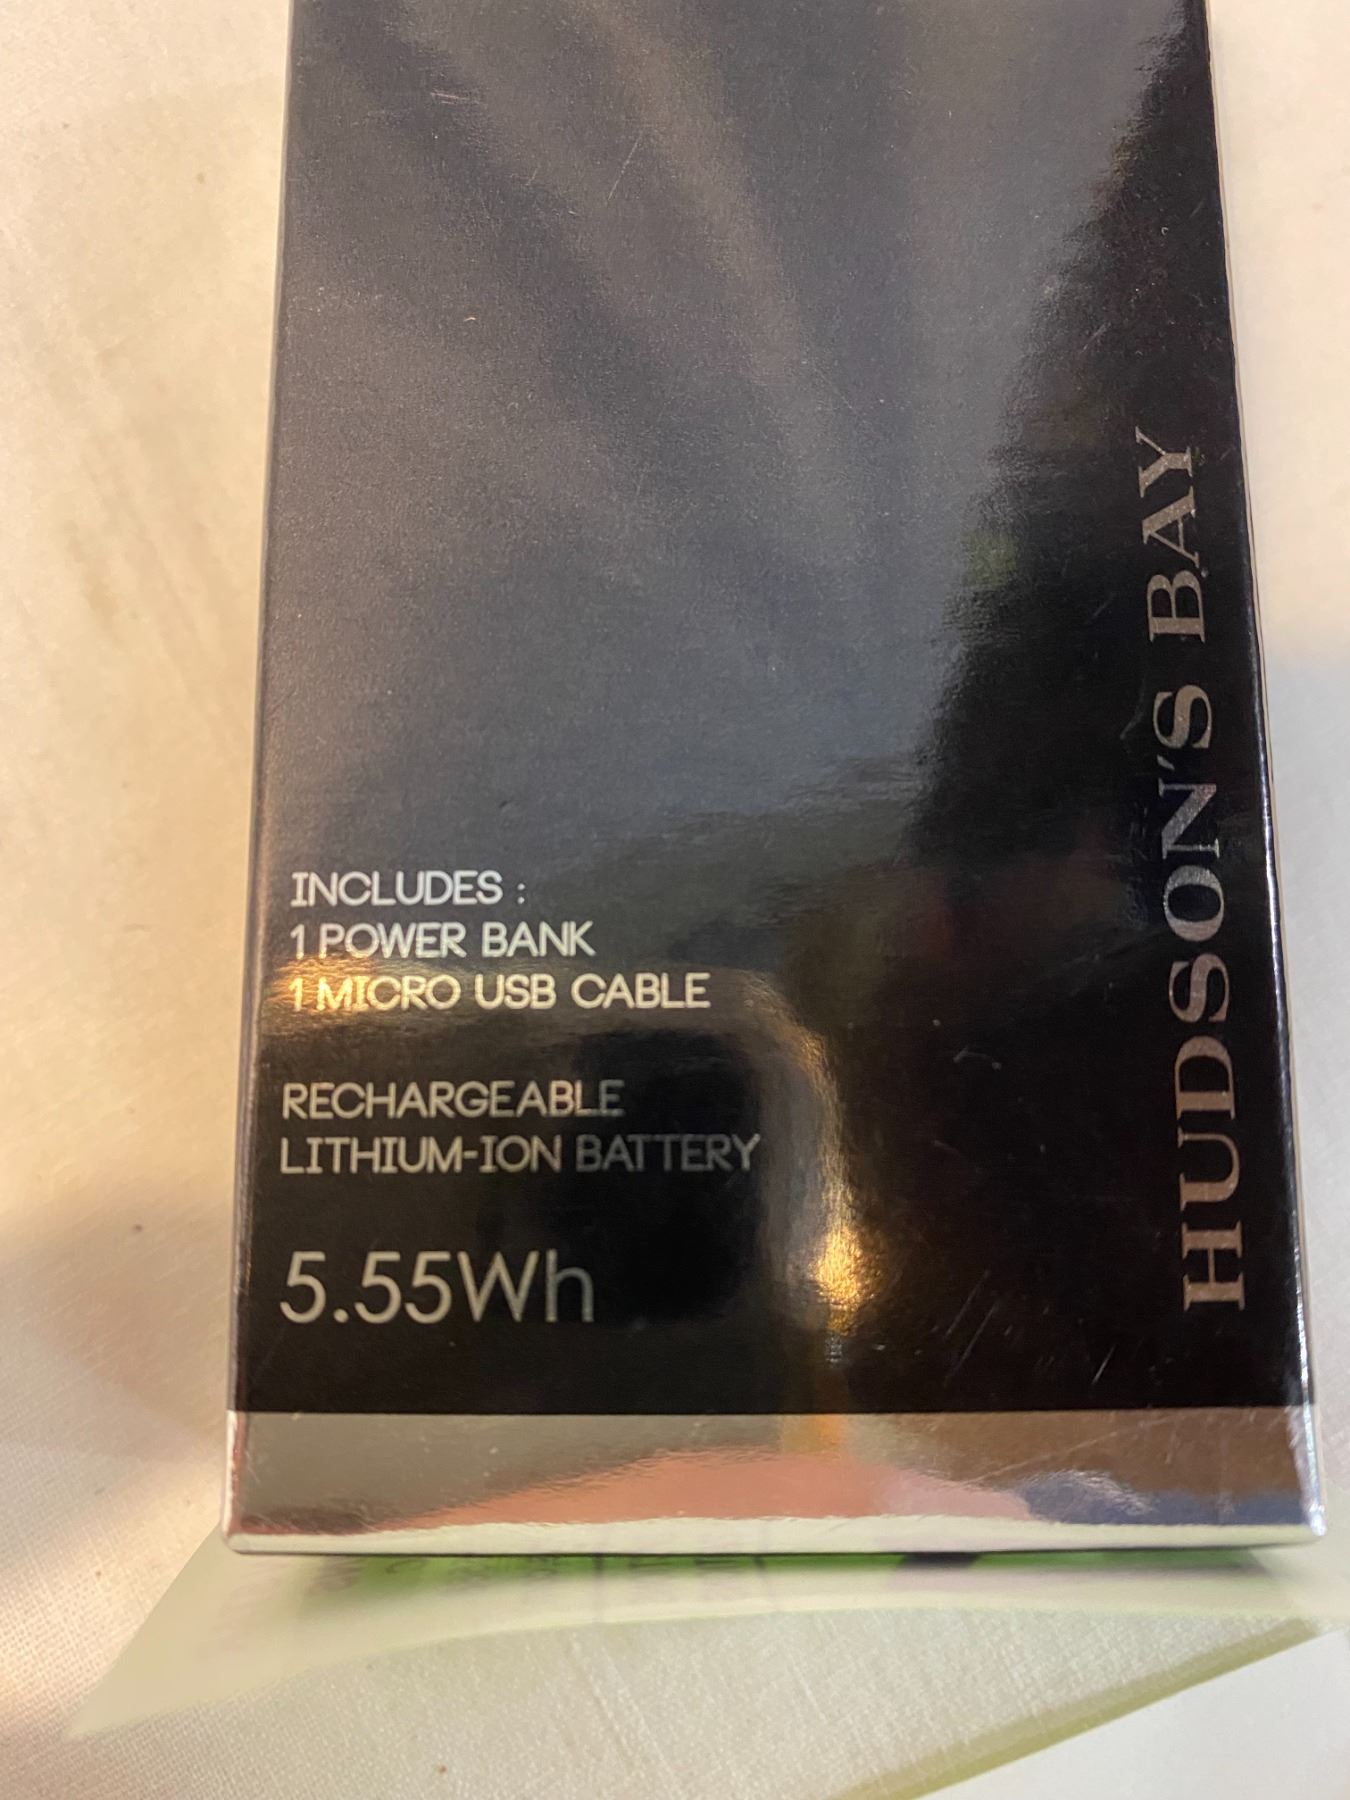 INCLUDES :
1 POWER BANK
1 MICRO USB CABLE
RECHARGEABLE
LITHIUM-ION BATTERY
5.55Wh
HUDSON'S BAY